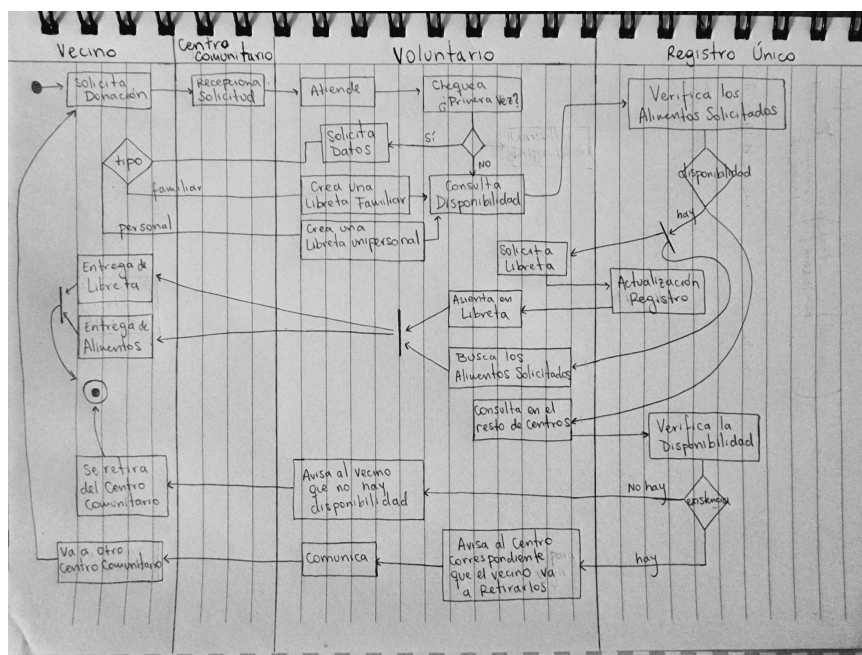 Vecino
Centro
Comunitario
Voluntario
Registro Único
Solicita
Donación
Recepciona
Solicitud
Atiende
Chequea
¿Primera Vez?
Verifica los
Alimentos Solicitados
Solicita
Datos
Sí
NO
tipo
disponibilidad
familiar
Crea una
Libreta Familiar
Consulta
Disponibilidad
hay
personal
Crea una
Libreta unipersonal
Solicita
Libreta
Entrega de
Libreta
Actualización
Registro
Asienta en
Libreta
Entrega de
Alimentos
Busca los
Alimentos Solicitados
Consulta en el
resto de Centros
Verifica la
Disponibilidad
Se retira
del Centro
Comunitario
Avisa al vecino
que no hay
disponibilidad
No hay
existencia
Va a otro
Centro Comunitario
Comunica
Avisa al Centro
correspondiente
que el vecino va
a Retirarlos
hay